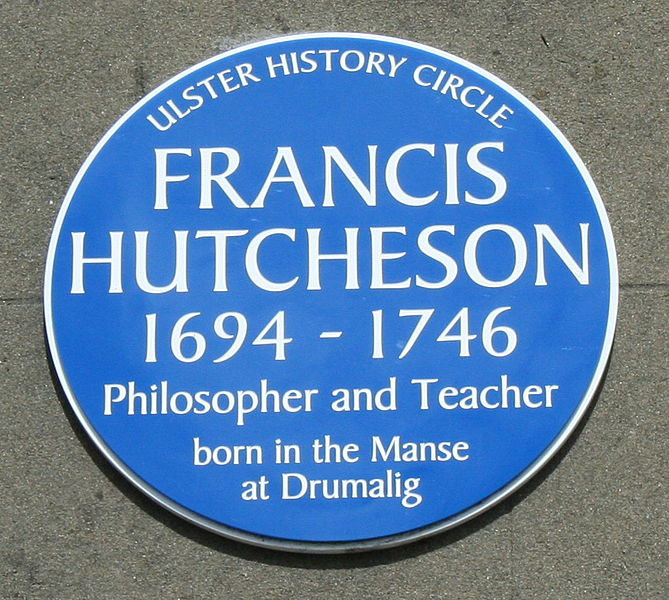 ULSTER HISTORY CIRCLE
FRANCIS
HUTCHESON
1694 - 1746
Philosopher and Teacher
born in the Manse
at Drumalig